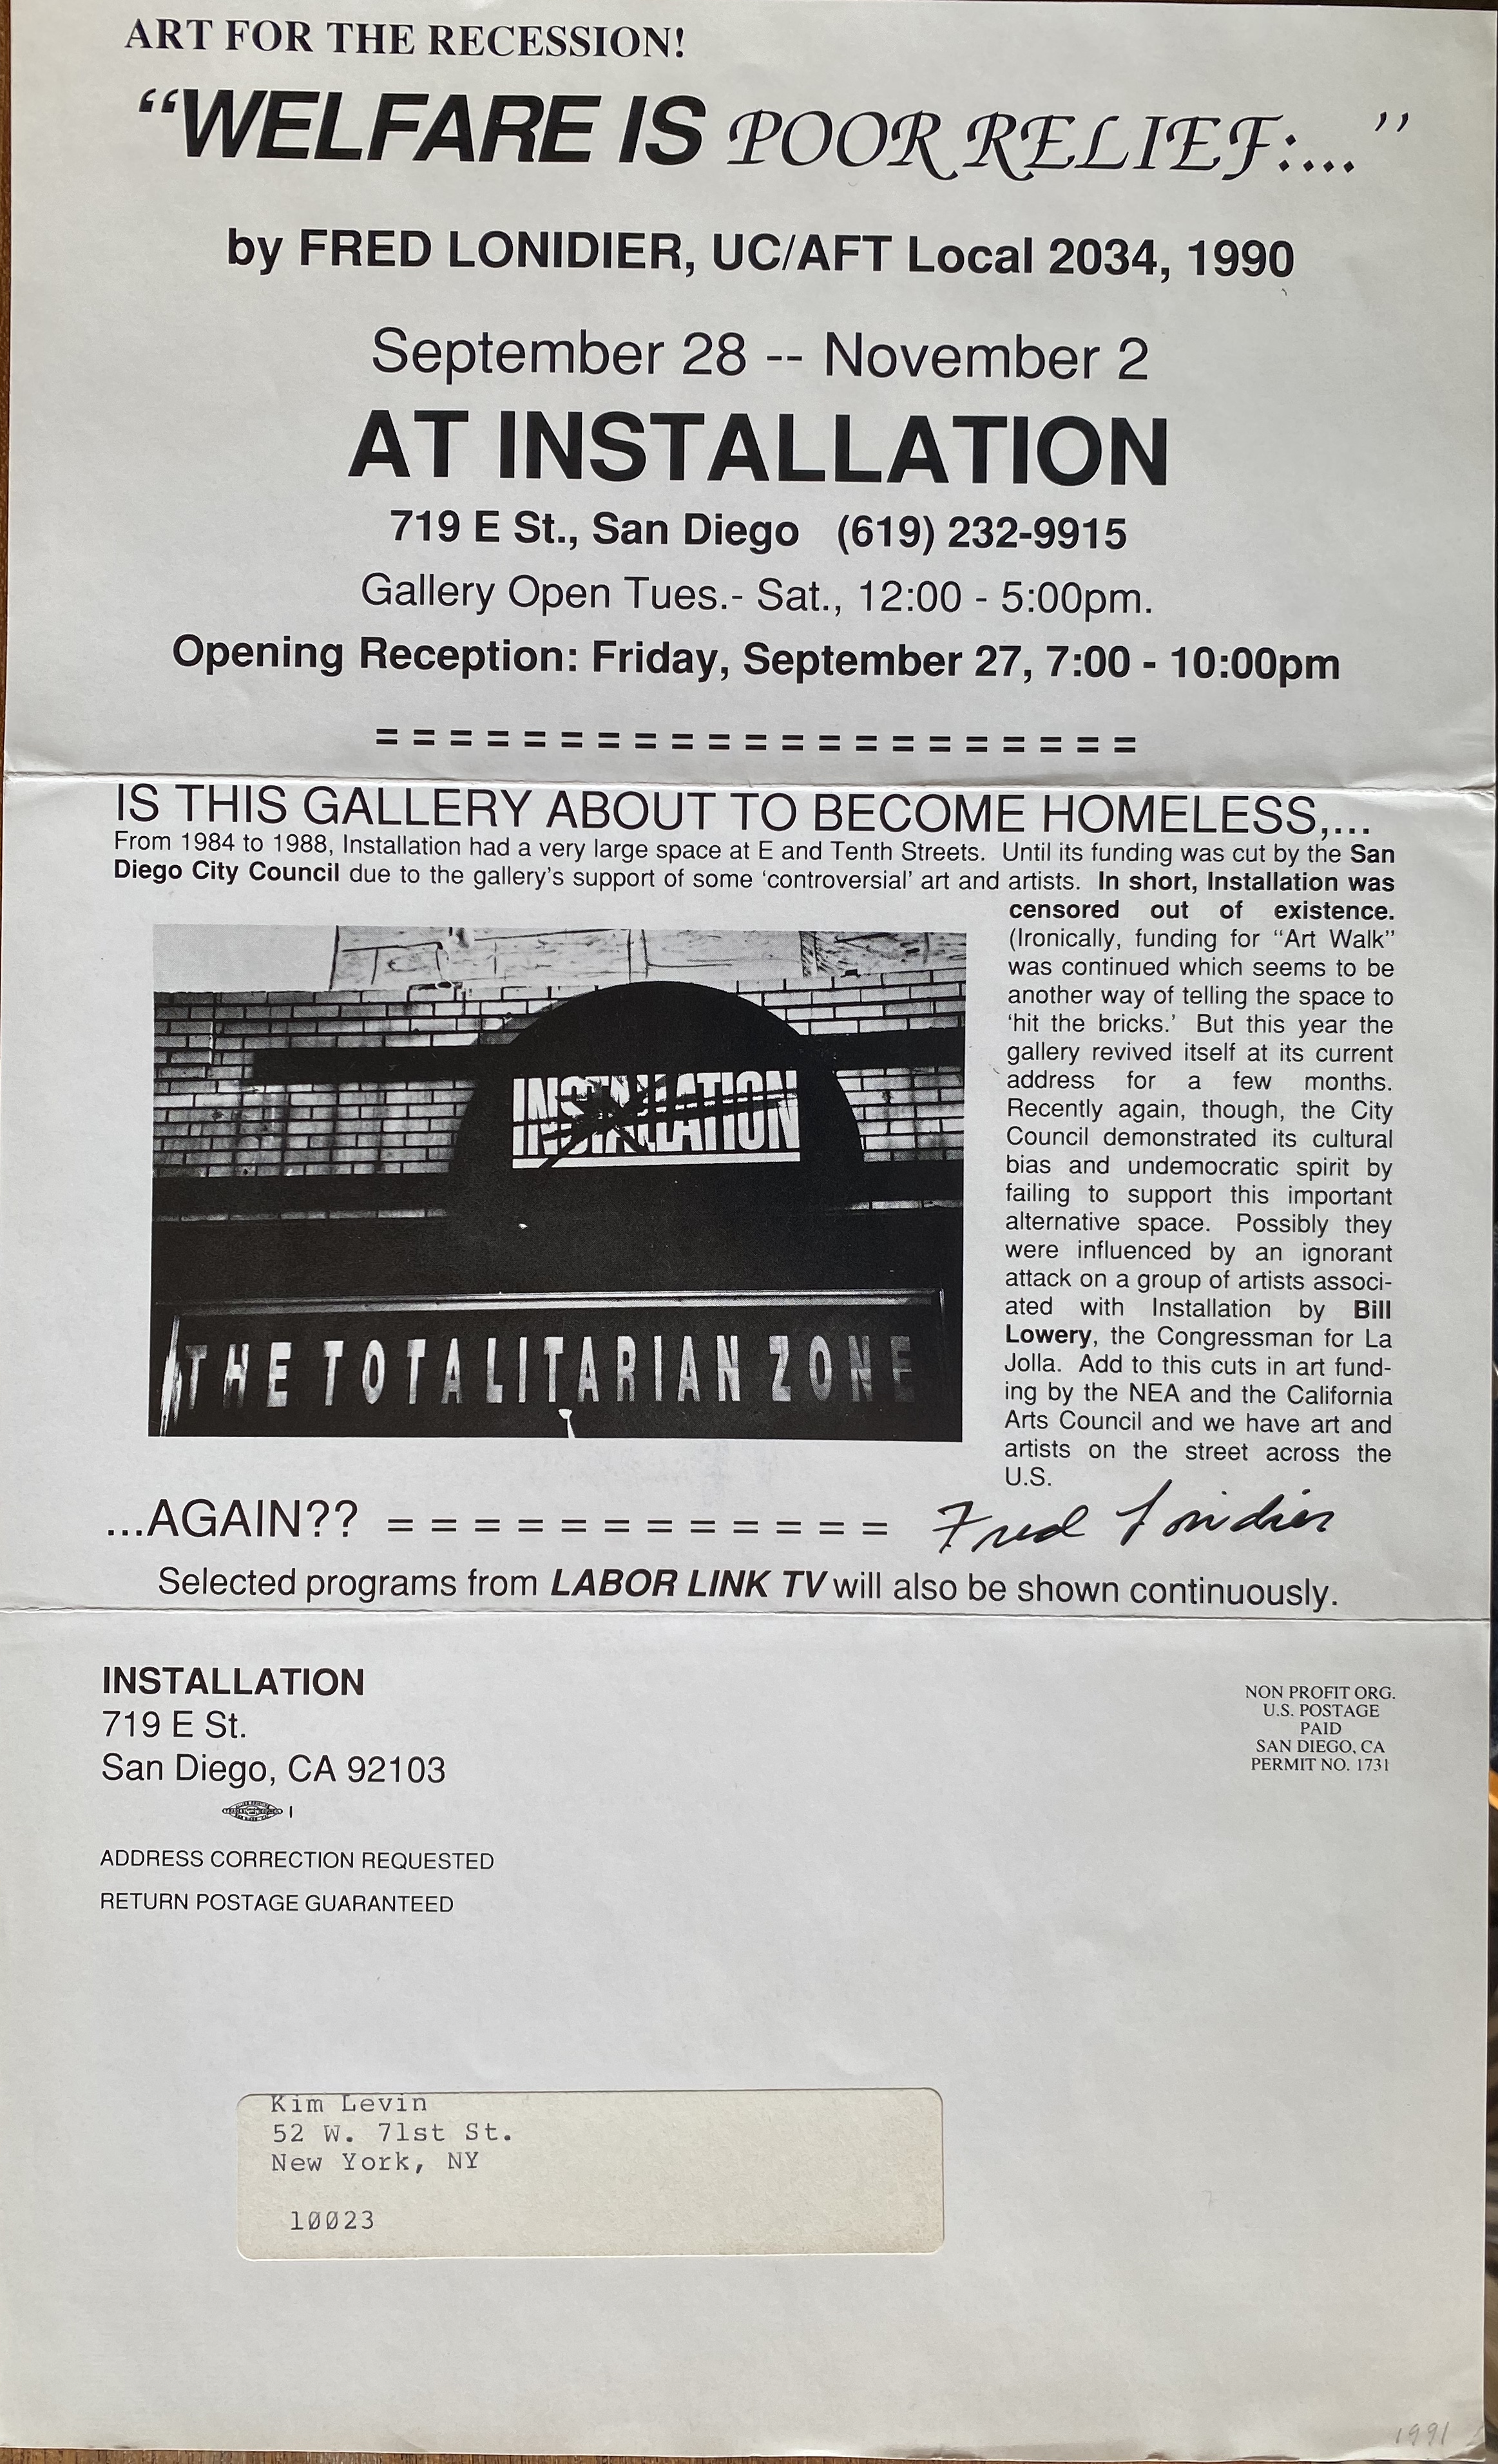 ART FOR THE RECESSION!
“WELFARE IS POOR RELIEF:...”
by FRED LONIDIER, UC/AFT Local 2034, 1990
September 28 -- November 2
AT INSTALLATION
719 E St., San Diego (619) 232-9915
Gallery Open Tues.- Sat., 12:00 - 5:00pm.
Opening Reception: Friday, September 27, 7:00 - 10:00pm
= = = = = = = = = = = = = = = = = = = = =
IS THIS GALLERY ABOUT TO BECOME HOMELESS,...
From 1984 to 1988, Installation had a very large space at E and Tenth Streets. Until its funding was cut by the San
Diego City Council due to the gallery’s support of some ‘controversial’ art and artists. In short, Installation was
censored out of existence.
(Ironically, funding for “Art Walk”
was continued which seems to be
another way of telling the space to
‘hit the bricks.’ But this year the
gallery revived itself at its current
address for a few months.
Recently again, though, the City
Council demonstrated its cultural
bias and undemocratic spirit by
failing to support this important
alternative space. Possibly they
were influenced by an ignorant
attack on a group of artists associ-
ated with Installation by Bill
Lowery, the Congressman for La
Jolla. Add to this cuts in art fund-
ing by the NEA and the California
Arts Council and we have art and
artists on the street across the
U.S.
INSTALLATION
THE TOTALITARIAN ZONE
...AGAIN?? = = = = = = = = = = = = Fred Lonidier
Selected programs from LABOR LINK TV will also be shown continuously.
INSTALLATION
719 E St.
San Diego, CA 92103
ADDRESS CORRECTION REQUESTED
RETURN POSTAGE GUARANTEED
NON PROFIT ORG.
U.S. POSTAGE
PAID
SAN DIEGO, CA
PERMIT NO. 1731
Kim Levin
52 W. 71st St.
New York, NY
10023
1991